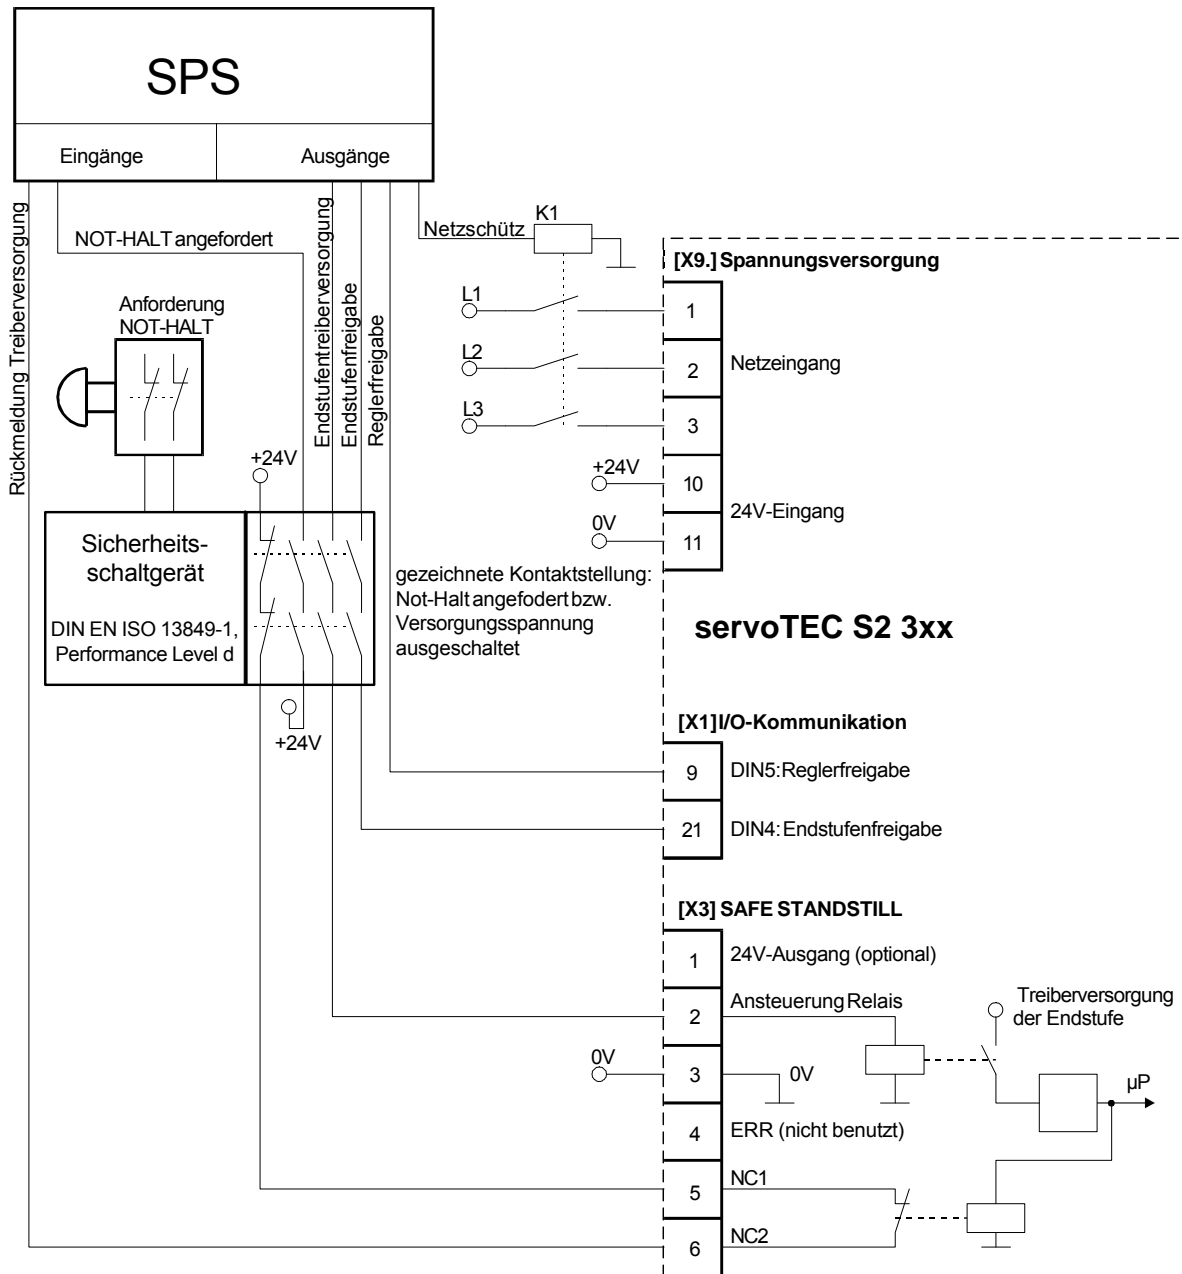 SPS
Eingänge
Ausgänge
Rückmeldung Treiberversorgung
NOT-HALT angefordert
Endstufentreiberversorgung
Endstufenfreigabe
Reglerfreigabe
Netzschütz
K1
Anforderung
NOT-HALT
+24V
Sicherheits-
schaltgerät
DIN EN ISO 13849-1,
Performance Level d
+24V
gezeichnete Kontaktstellung:
Not-Halt angefodert bzw.
Versorgungsspannung
ausgeschaltet
[X9.] Spannungsversorgung
L1
1
L2
2
Netzeingang
L3
3
+24V
10
24V-Eingang
0V
11
servoTEC S2 3xx
[X1] I/O-Kommunikation
9
DIN5: Reglerfreigabe
21
DIN4: Endstufenfreigabe
[X3] SAFE STANDSTILL
1
24V-Ausgang (optional)
2
Ansteuerung Relais
Treiberversorgung
der Endstufe
0V
3
0V
µP
4
ERR (nicht benutzt)
5
NC1
6
NC2